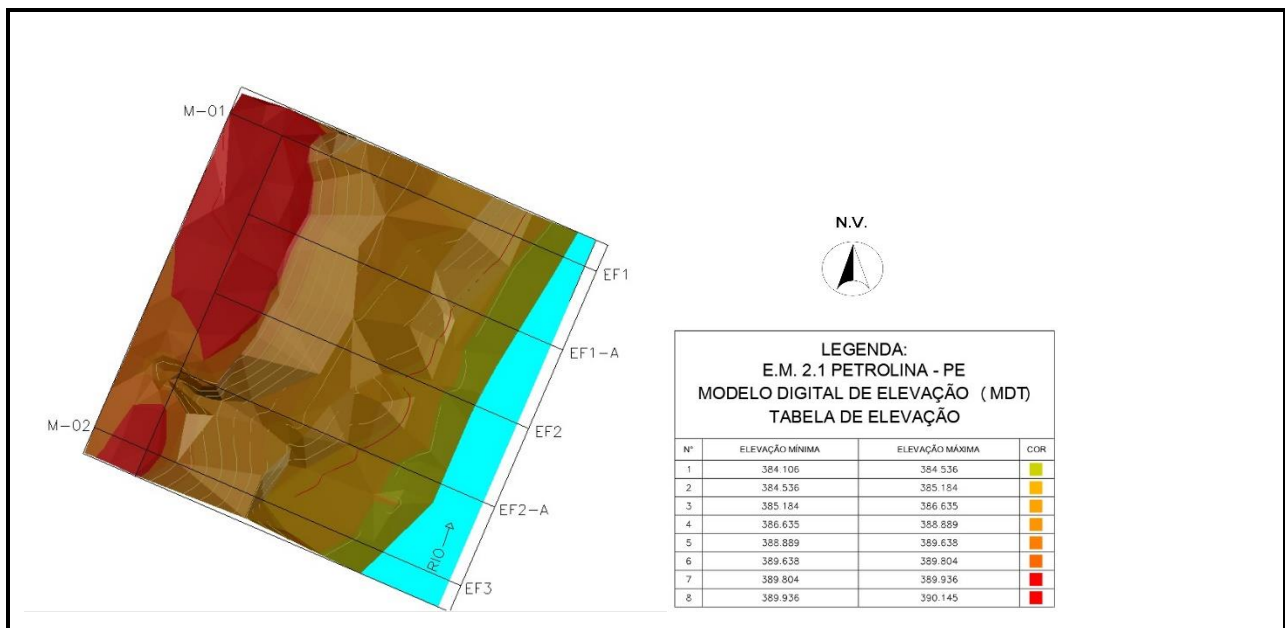 M-01
M-02
EF1
EF1-A
EF2
EF2-A
EF3
RIO
N.V.
LEGENDA:
E.M. 2.1 PETROLINA - PE
MODELO DIGITAL DE ELEVAÇÃO ( MDT)
TABELA DE ELEVAÇÃO
N° ELEVAÇÃO MÍNIMA ELEVAÇÃO MÁXIMA COR
1 384.106 384.536
2 384.536 385.184
3 385.184 386.635
4 386.635 388.889
5 388.889 389.638
6 389.638 389.804
7 389.804 389.936
8 389.936 390.145